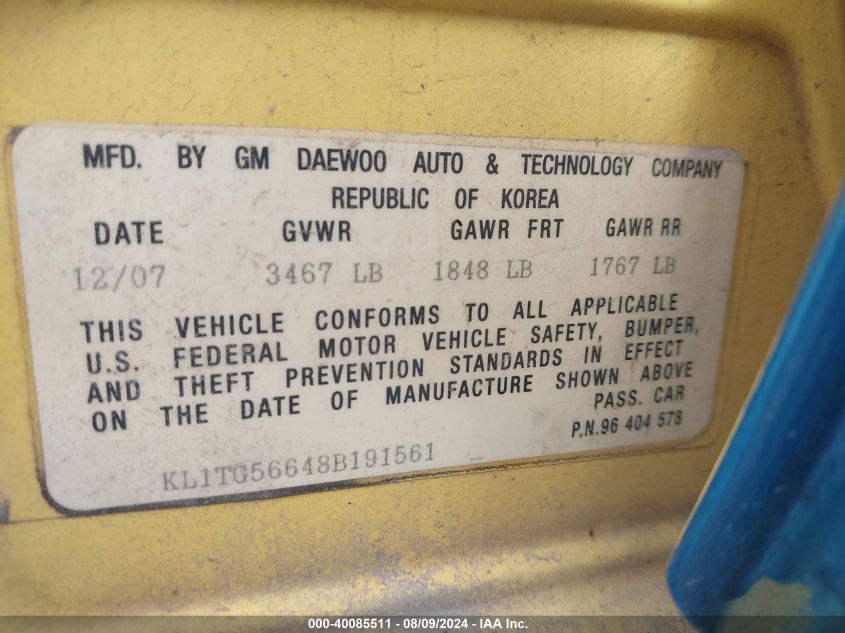 MFD. BY GM DAEWOO AUTO & TECHNOLOGY COMPANY
REPUBLIC OF KOREA
DATE GVWR GAWR FRT GAWR RR
12/07 3467 LB 1848 LB 1767 LB
THIS VEHICLE CONFORMS TO ALL APPLICABLE
U.S. FEDERAL MOTOR VEHICLE SAFETY, BUMPER,
AND THEFT PREVENTION STANDARDS IN EFFECT
ON THE DATE OF MANUFACTURE SHOWN ABOVE
PASS. CAR
P.N.96 404 578
KL1TG56648B191561
000-40085511 - 08/09/2024 - IAA Inc.